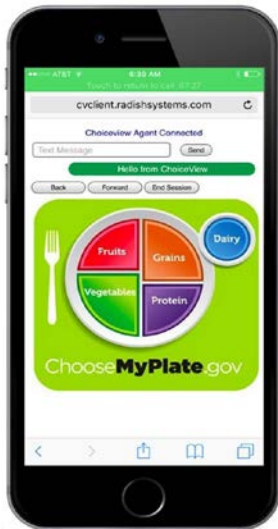 AT&T 6:33 AM
Touch to return to call 67:27
cvclient.radishsystems.com
Choiceview Agent Connected
Text Message Send
Hello from ChoiceView
Back Forward End Session
Fruits Grains Dairy
Vegetables Protein
ChooseMyPlate.gov